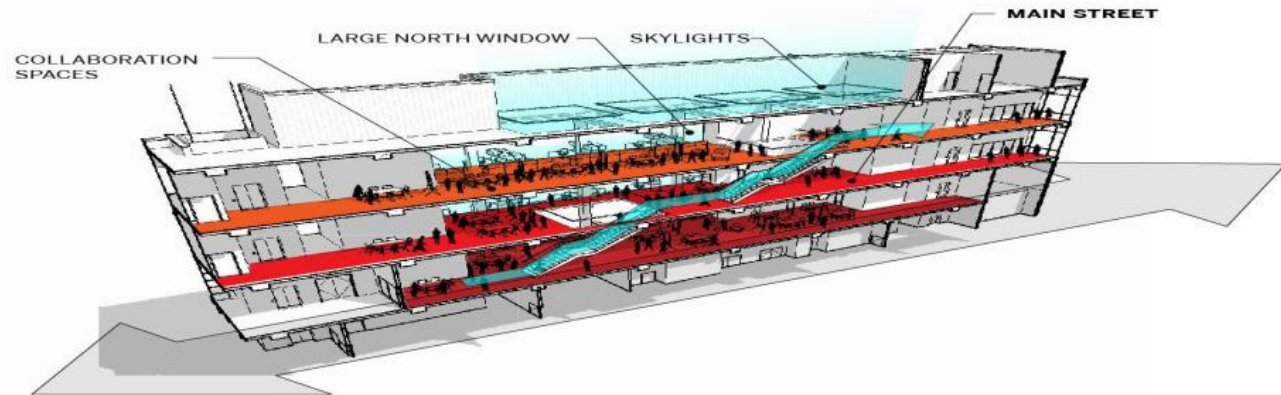 MAIN STREET
LARGE NORTH WINDOW
SKYLIGHTS
COLLABORATION
SPACES